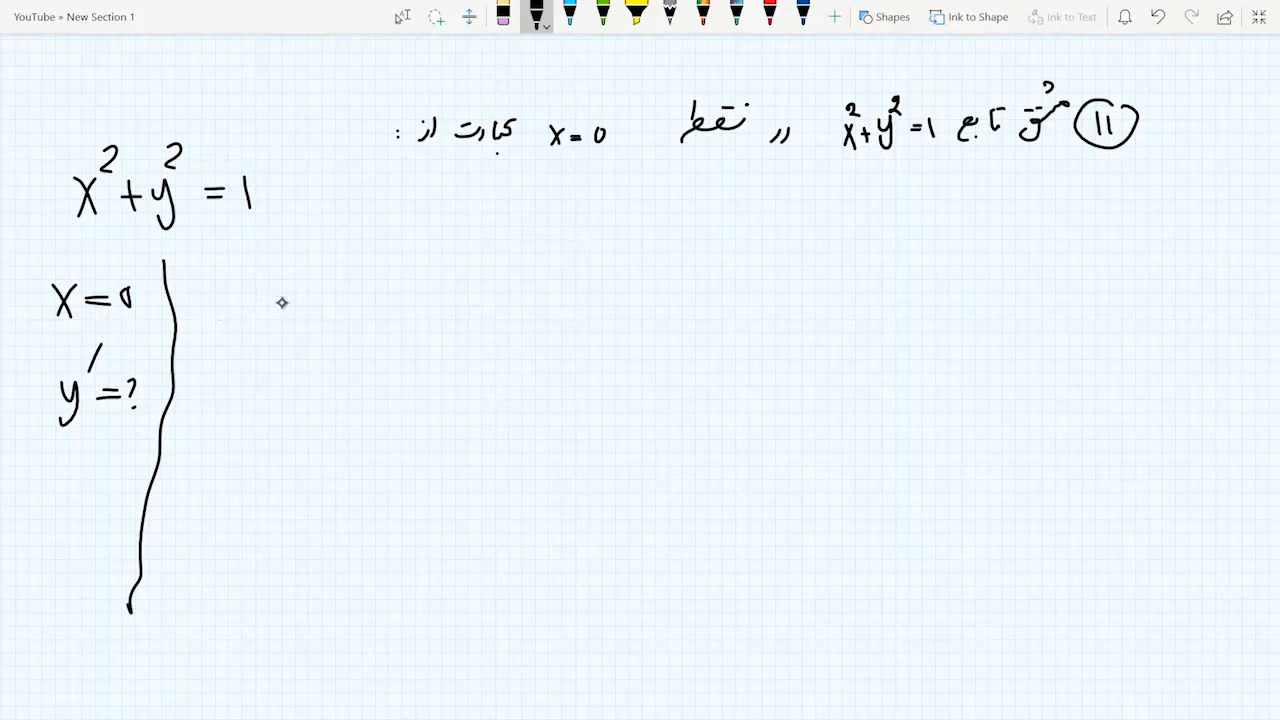 Youtube » New Section 1
Shapes Ink to Shape Ink to Text
⑪ مشتق تابع x²+y²=1 در نقطه x=0 عبارت از :
x²+y²=1
x=0
y′=?